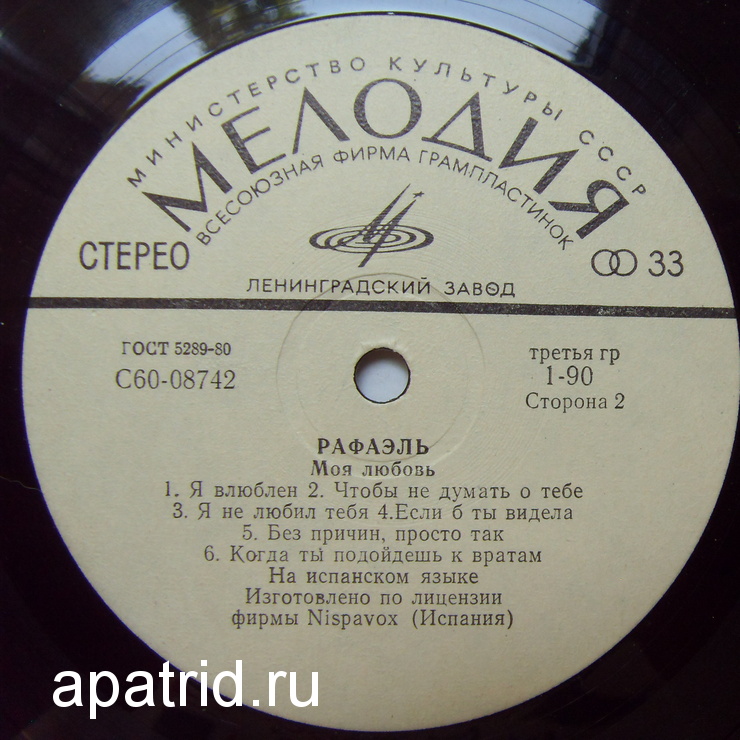 МИНИСТЕРСТВО КУЛЬТУРЫ СССР
МЕЛОДИЯ
ВСЕСОЮЗНАЯ ФИРМА ГРАМПЛАСТИНОК
СТЕРЕО
33
ЛЕНИНГРАДСКИЙ ЗАВОД
ГОСТ 5289-80
С60-08742
третья гр
1-90
Сторона 2
РАФАЭЛЬ
Моя любовь
1. Я влюблен 2. Чтобы не думать о тебе
3. Я не любил тебя 4.Если б ты видела
5. Без причин, просто так
6. Когда ты подойдешь к вратам
На испанском языке
Изготовлено по лицензии
фирмы Nispavox (Испания)
apatrid.ru